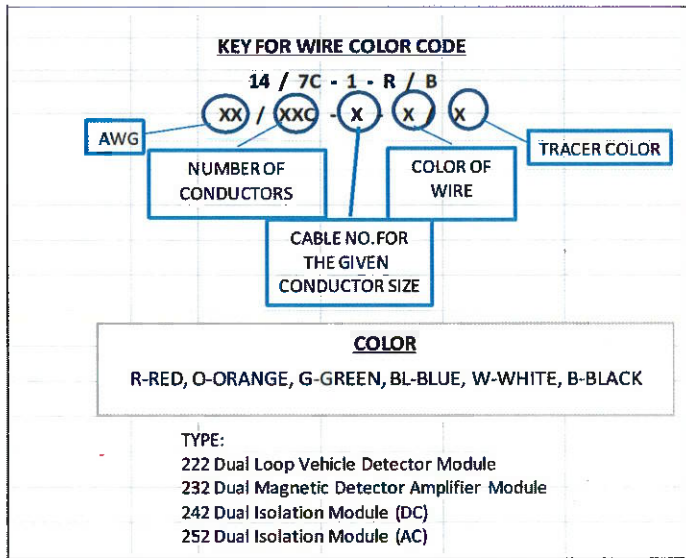 KEY FOR WIRE COLOR CODE
14 / 7C - 1 - R / B
XX / XXC - X - X / X
AWG
NUMBER OF
CONDUCTORS
COLOR OF
WIRE
TRACER COLOR
CABLE NO.FOR
THE GIVEN
CONDUCTOR SIZE
COLOR
R-RED, O-ORANGE, G-GREEN, BL-BLUE, W-WHITE, B-BLACK
TYPE:
222 Dual Loop Vehicle Detector Module
232 Dual Magnetic Detector Amplifier Module
242 Dual Isolation Module (DC)
252 Dual Isolation Module (AC)